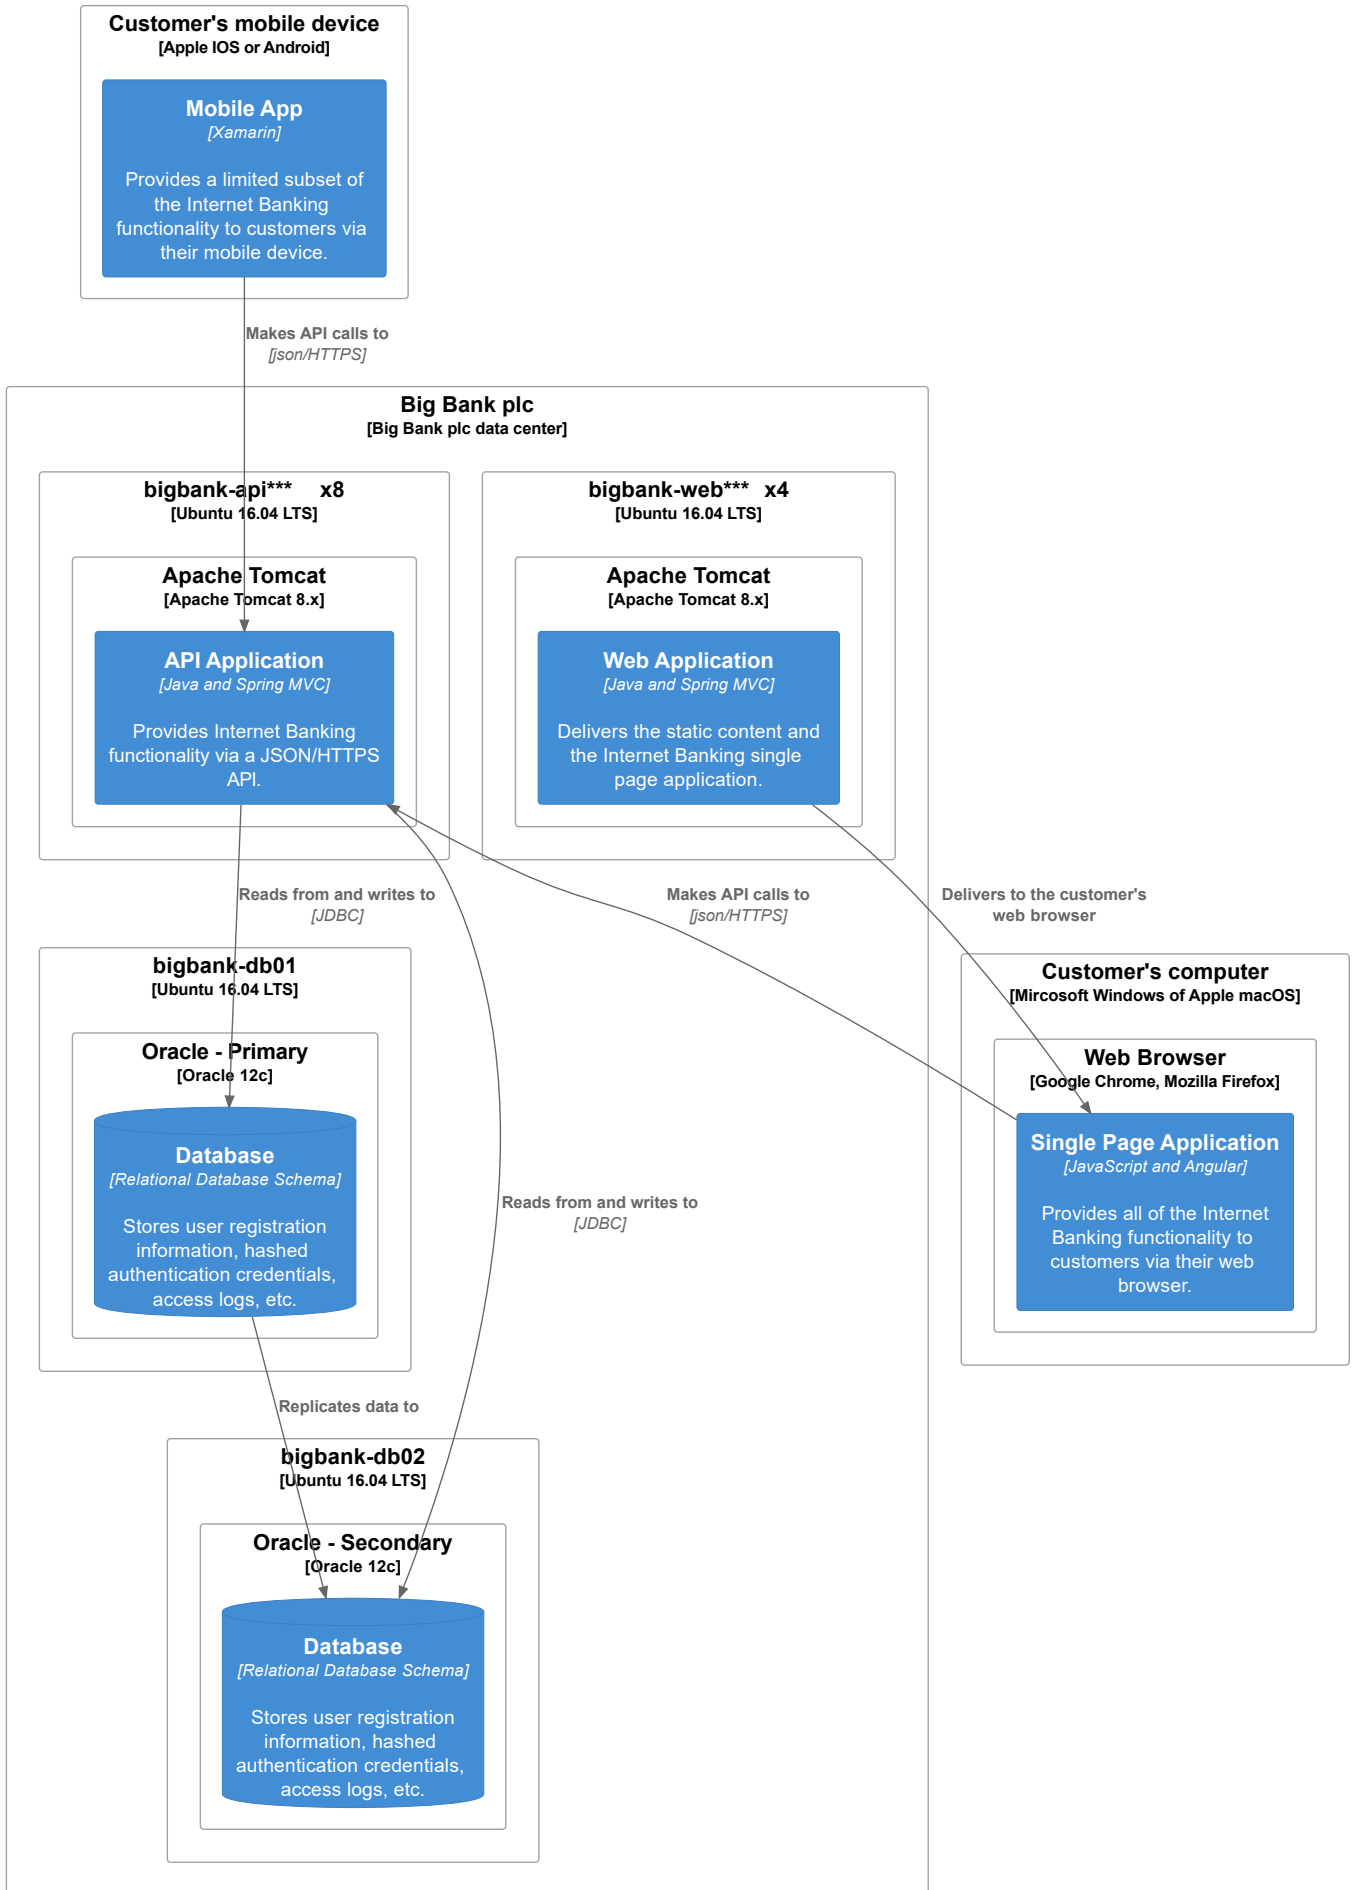 Customer's mobile device
[Apple IOS or Android]
Mobile App
[Xamarin]
Provides a limited subset of
the Internet Banking
functionality to customers via
their mobile device.
Makes API calls to
[json/HTTPS]
Big Bank plc
[Big Bank plc data center]
bigbank-api*** x8
[Ubuntu 16.04 LTS]
Apache Tomcat
[Apache Tomcat 8.x]
API Application
[Java and Spring MVC]
Provides Internet Banking
functionality via a JSON/HTTPS
API.
bigbank-web*** x4
[Ubuntu 16.04 LTS]
Apache Tomcat
[Apache Tomcat 8.x]
Web Application
[Java and Spring MVC]
Delivers the static content and
the Internet Banking single
page application.
Reads from and writes to
[JDBC]
Makes API calls to
[json/HTTPS]
Delivers to the customer's
web browser
bigbank-db01
[Ubuntu 16.04 LTS]
Oracle - Primary
[Oracle 12c]
Database
[Relational Database Schema]
Stores user registration
information, hashed
authentication credentials,
access logs, etc.
Customer's computer
[Mircosoft Windows of Apple macOS]
Web Browser
[Google Chrome, Mozilla Firefox]
Single Page Application
[JavaScript and Angular]
Provides all of the Internet
Banking functionality to
customers via their web
browser.
Reads from and writes to
[JDBC]
Replicates data to
bigbank-db02
[Ubuntu 16.04 LTS]
Oracle - Secondary
[Oracle 12c]
Database
[Relational Database Schema]
Stores user registration
information, hashed
authentication credentials,
access logs, etc.